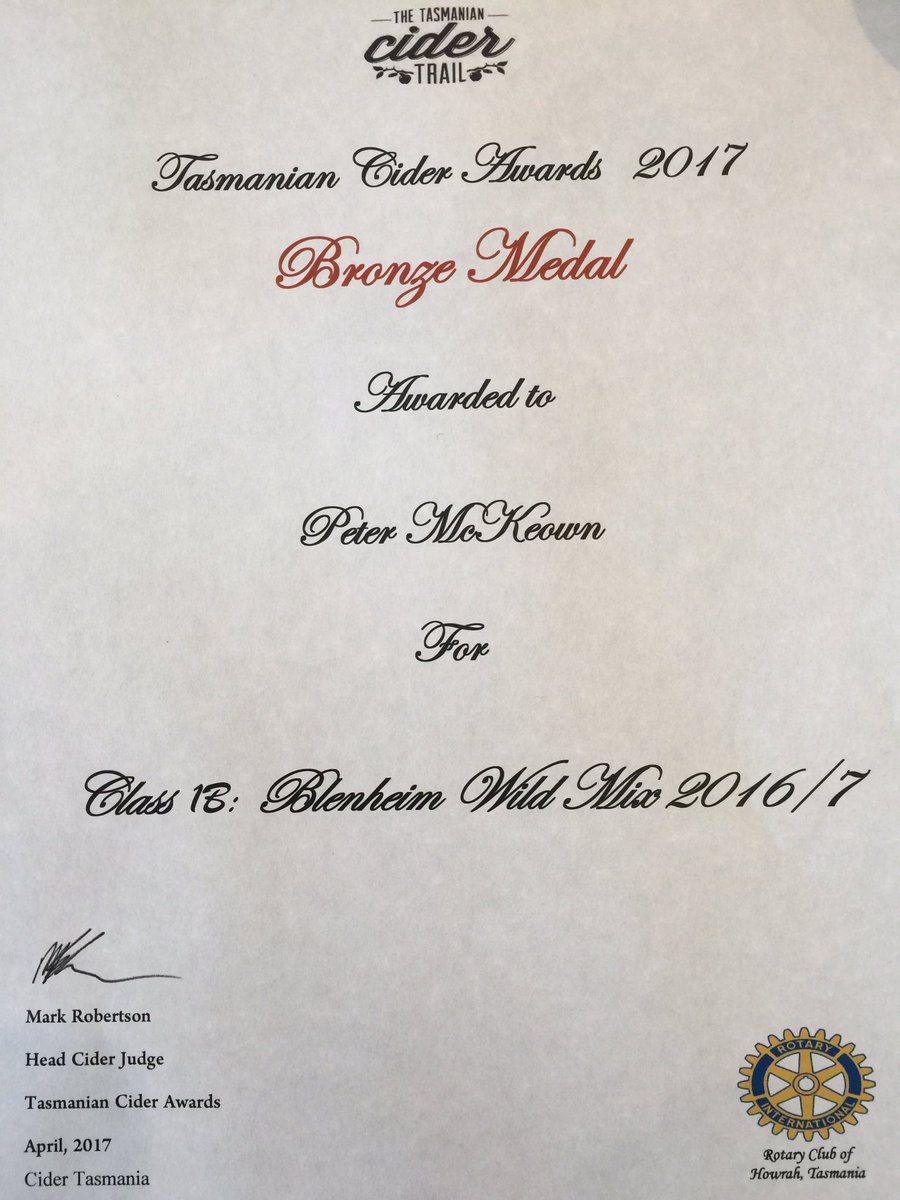 THE TASMANIAN
cider
TRAIL
Tasmanian Cider Awards 2017
Bronze Medal
Awarded to
Peter McKeown
For
Class 1B: Blenheim Wild Mix 2016/7
Mark Robertson
Head Cider Judge
Tasmanian Cider Awards
April, 2017
Cider Tasmania
ROTARY
INTERNATIONAL
Rotary Club of
Howrah, Tasmania